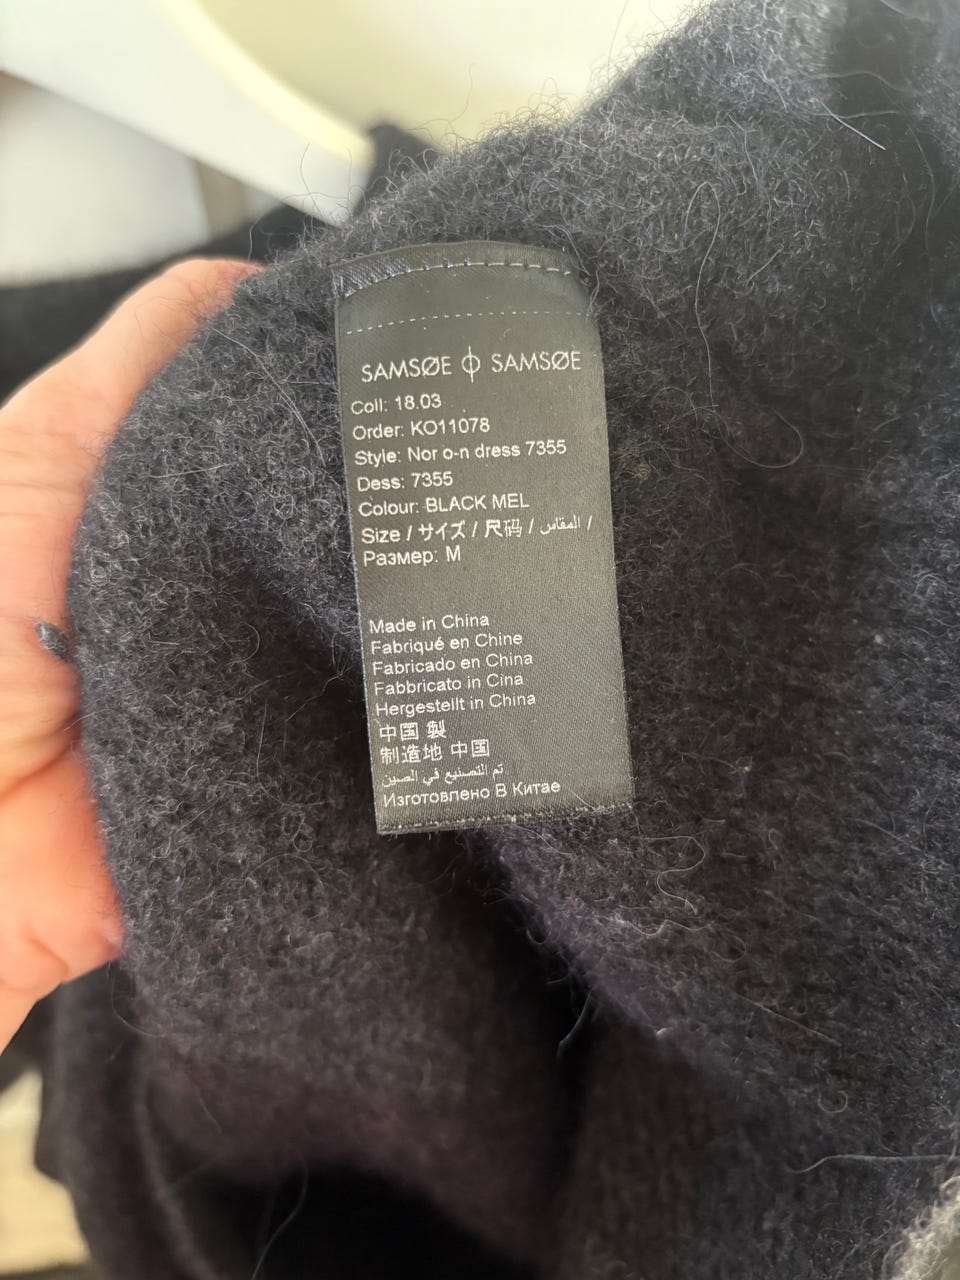 SAMSØE ϕ SAMSØE
Coll: 18.03
Order: KO11078
Style: Nor o-n dress 7355
Dess: 7355
Colour: BLACK MEL
Size / サイズ / 尺码 / المقاس /
Размер: M
Made in China
Fabriqué en Chine
Fabricado en China
Fabbricato in Cina
Hergestellt in China
中国 製
制造地 中国
تم التصنيع في الصين
Изготовлено В Китае